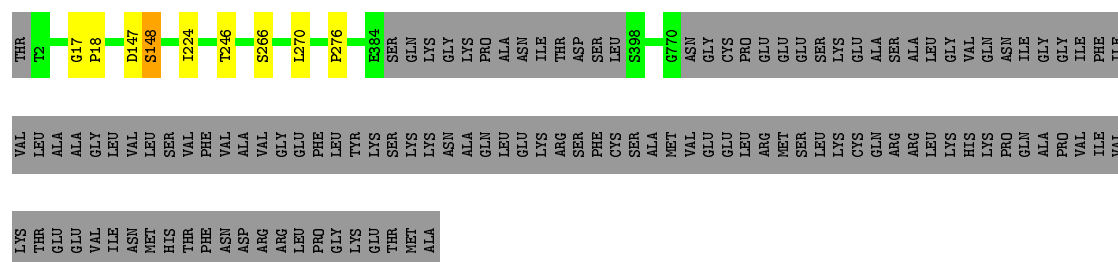 THR T2 G17 P18 D147 S148 I224 T246 S266 L270 P276 E384 SER GLN LYS GLY LYS PRO ALA ASN ILE THR ASP SER LEU S398 G770 ASN GLY CYS PRO GLU GLU SER LYS GLU ALA SER ALA LEU GLY VAL GLN ASN ILE GLY GLY ILE PHE ILE
VAL LEU ALA ALA GLY LEU VAL LEU SER VAL PHE VAL ALA VAL GLY GLU PHE LEU TYR LYS SER LYS LYS ASN ALA GLN LEU GLU LYS ARG SER PHE CYS SER ALA MET VAL GLU GLU LEU ARG MET SER LEU LYS CYS GLN ARG ARG LEU LYS HIS LYS PRO GLN ALA PRO VAL ILE VAL
LYS THR GLU GLU VAL ILE ASN MET HIS THR PHE ASN ASP ARG ARG LEU PRO GLY LYS GLU THR MET ALA